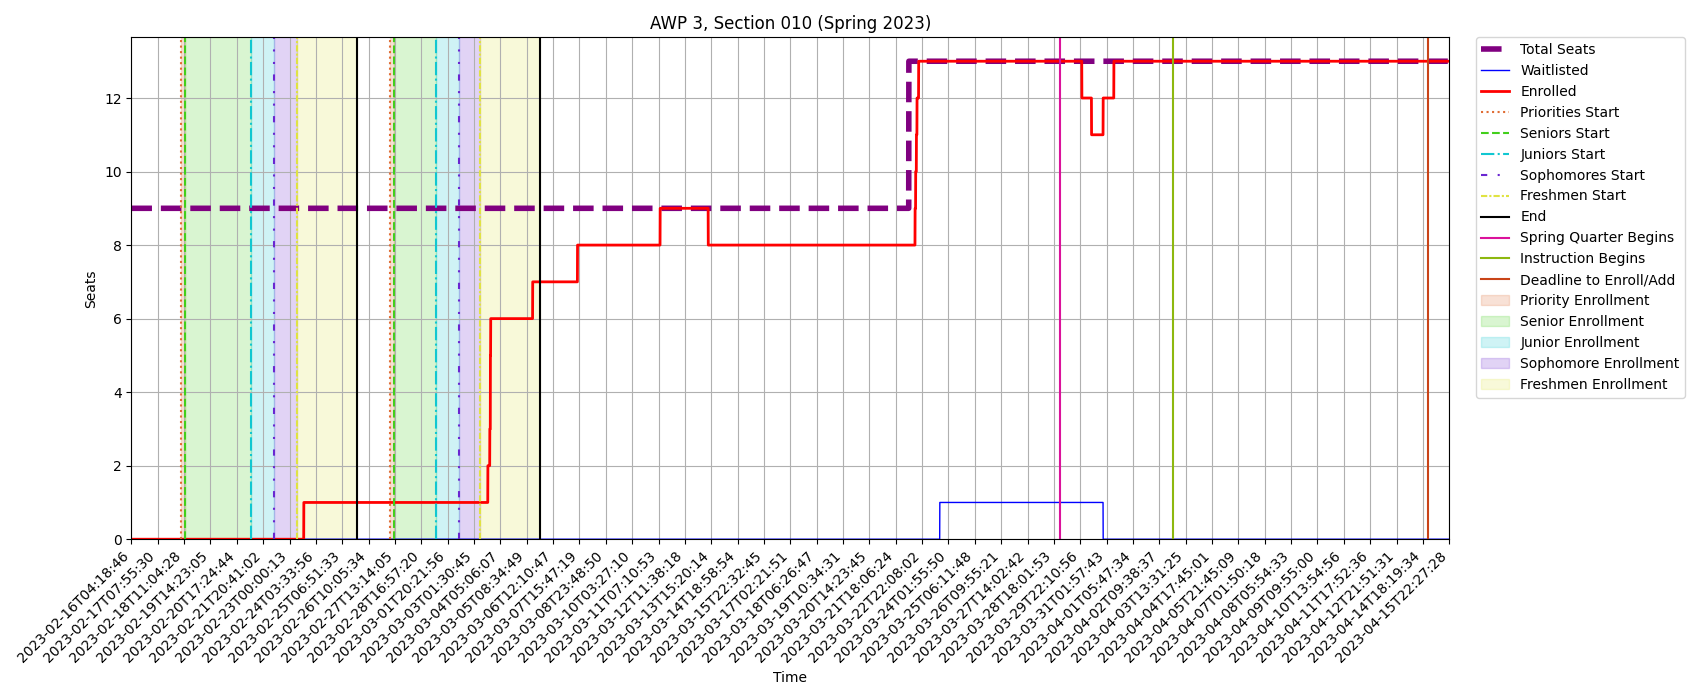 AWP 3, Section 010 (Spring 2023)
Seats
12
10
8
6
4
2
0
2023-02-16T04:18:46
2023-02-17T07:55:30
2023-02-18T11:04:28
2023-02-19T14:23:05
2023-02-20T17:24:44
2023-02-21T20:41:02
2023-02-23T00:00:13
2023-02-24T03:33:56
2023-02-25T06:51:33
2023-02-26T10:05:34
2023-02-27T13:14:05
2023-02-28T16:57:20
2023-03-01T20:21:56
2023-03-03T01:30:45
2023-03-04T05:06:07
2023-03-05T08:34:49
2023-03-06T12:10:47
2023-03-07T15:47:19
2023-03-08T23:48:50
2023-03-10T03:27:10
2023-03-11T07:10:53
2023-03-12T11:38:18
2023-03-13T15:20:14
2023-03-14T18:58:54
2023-03-15T22:32:45
2023-03-17T02:21:51
2023-03-18T06:26:47
2023-03-19T10:34:31
2023-03-20T14:23:45
2023-03-21T18:06:24
2023-03-22T22:08:02
2023-03-24T01:55:50
2023-03-25T06:11:48
2023-03-26T09:55:21
2023-03-27T14:02:42
2023-03-28T18:01:53
2023-03-29T22:10:56
2023-03-31T01:57:43
2023-04-01T05:47:34
2023-04-02T09:38:37
2023-04-03T13:31:25
2023-04-04T17:45:01
2023-04-05T21:45:09
2023-04-07T01:50:18
2023-04-08T05:54:33
2023-04-09T09:55:00
2023-04-10T13:54:56
2023-04-11T17:52:36
2023-04-12T21:51:31
2023-04-14T18:19:34
2023-04-15T22:27:28
Time
Total Seats
Waitlisted
Enrolled
Priorities Start
Seniors Start
Juniors Start
Sophomores Start
Freshmen Start
End
Spring Quarter Begins
Instruction Begins
Deadline to Enroll/Add
Priority Enrollment
Senior Enrollment
Junior Enrollment
Sophomore Enrollment
Freshmen Enrollment